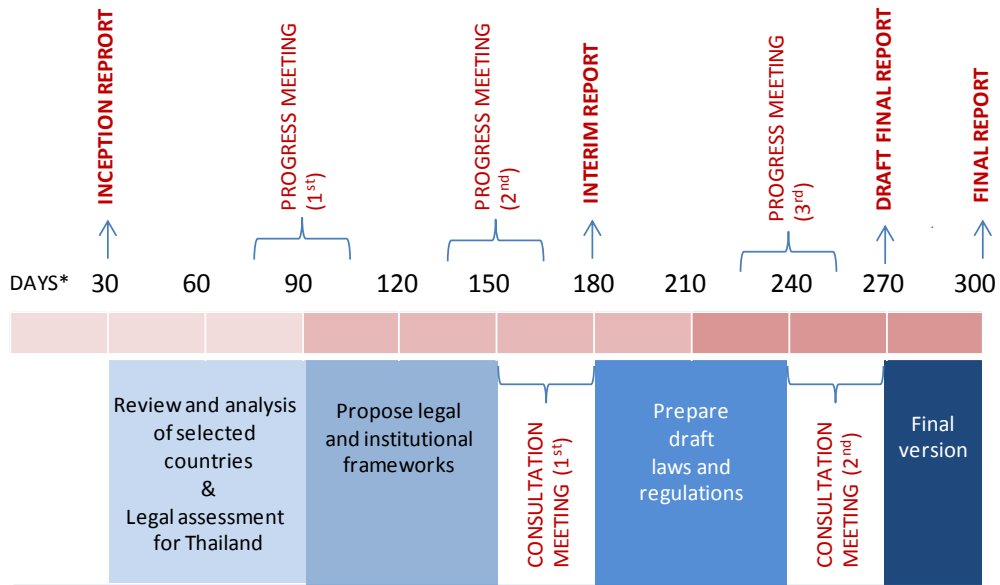 INCEPTION REPRORT
PROGRESS MEETING
(1st)
PROGRESS MEETING
(2nd)
INTERIM REPORT
PROGRESS MEETING
(3rd)
DRAFT FINAL REPORT
FINAL REPORT
DAYS* 30 60 90 120 150 180 210 240 270 300
Review and analysis
of selected
countries
&
Legal assessment
for Thailand
Propose legal
and institutional
frameworks
CONSULTATION
MEETING (1st)
Prepare
draft
laws and
regulations
CONSULTATION
MEETING (2nd)
Final
version